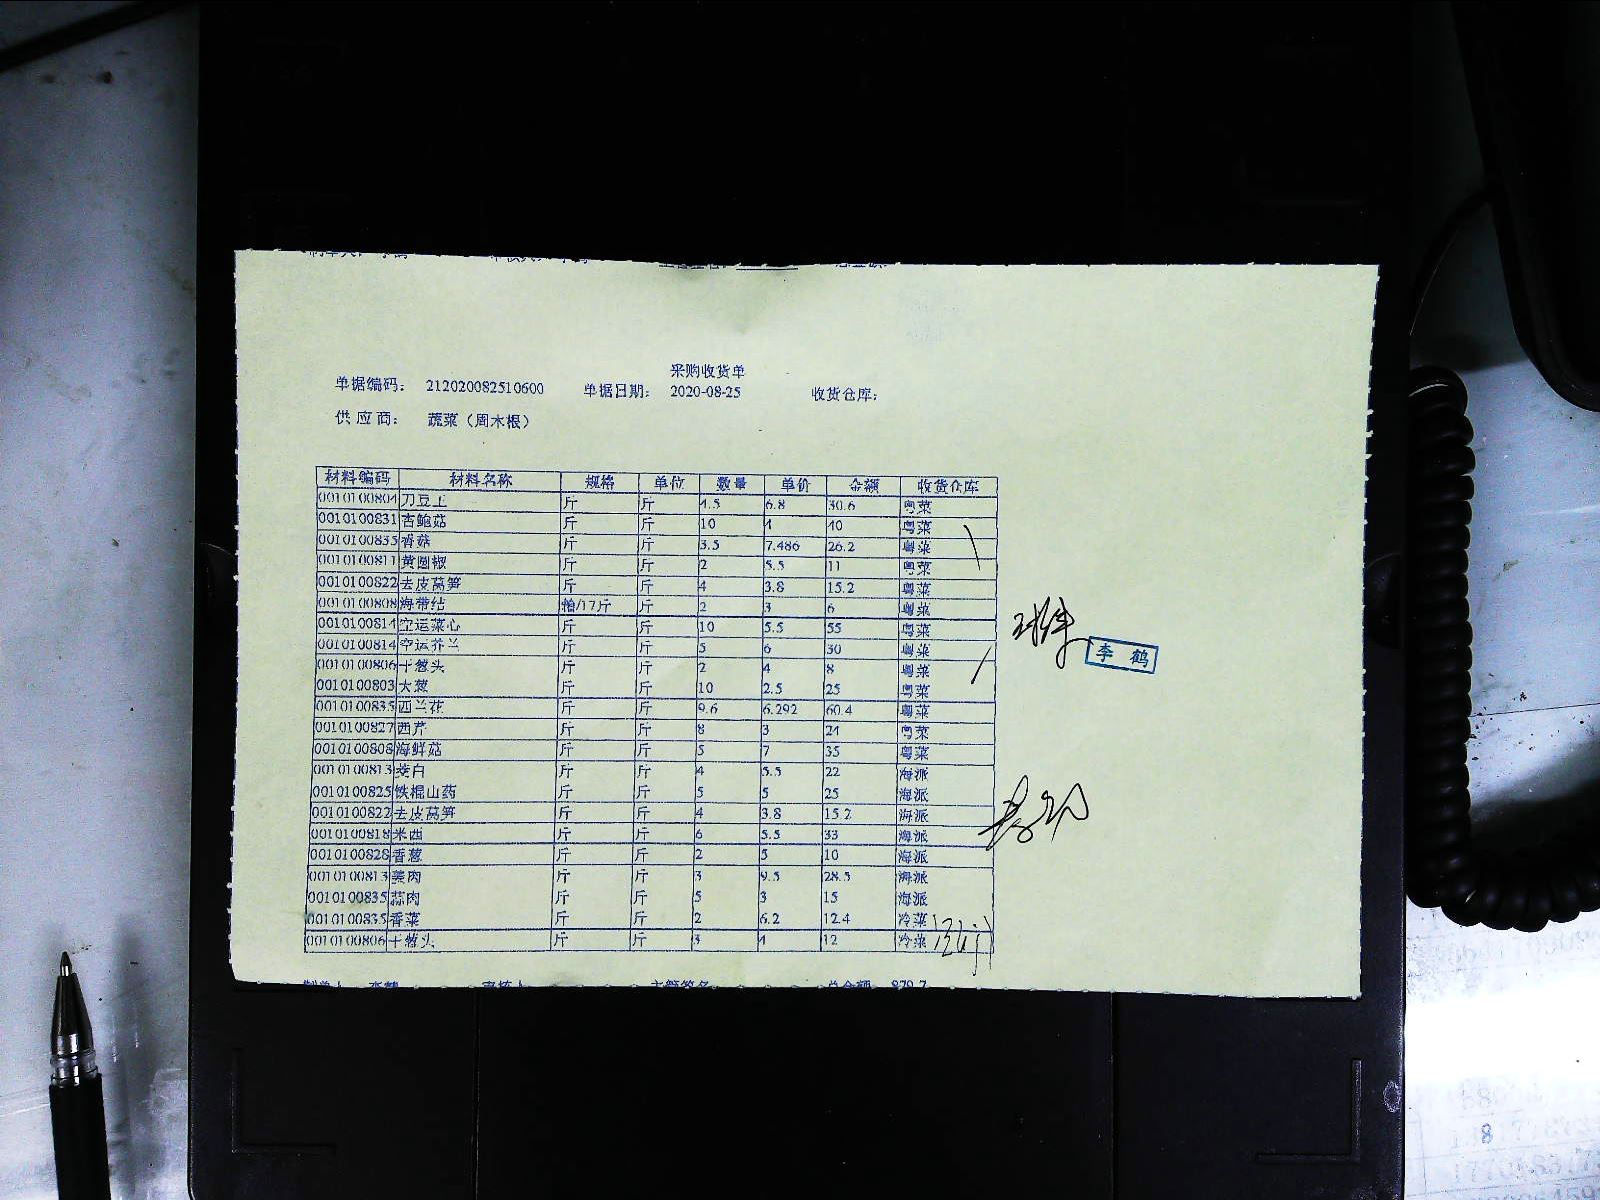 采购收货单
单据编码： 212020082510600 单据日期： 2020-08-25 收货仓库：
供应商： 蔬菜（周木根）
材料编码 材料名称 规格 单位 数量 单价 金额 收货仓库
0010100804 刀豆王 斤 斤 4.5 6.8 30.6 粤菜
0010100831 杏鲍菇 斤 斤 10 4 40 粤菜
0010100835 香菇 斤 斤 3.5 7.486 26.2 粤菜
0010100811 黄圆椒 斤 斤 2 5.5 11 粤菜
0010100822 去皮莴笋 斤 斤 4 3.8 15.2 粤菜
0010100808 海带结 箱/17斤 斤 2 3 6 粤菜
0010100814 空运菜心 斤 斤 10 5.5 55 粤菜
0010100814 空运芥兰 斤 斤 5 6 30 粤菜
0010100806 干葱头 斤 斤 2 4 8 粤菜
0010100803 大葱 斤 斤 10 2.5 25 粤菜
0010100835 西兰花 斤 斤 9.6 6.292 60.4 粤菜
0010100827 西芹 斤 斤 8 3 24 粤菜
0010100808 海鲜菇 斤 斤 5 7 35 粤菜
0010100813 茭白 斤 斤 4 5.5 22 海派
0010100825 铁棍山药 斤 斤 5 5 25 海派
0010100822 去皮莴笋 斤 斤 4 3.8 15.2 海派
0010100818 米西 斤 斤 6 5.5 33 海派
0010100828 香葱 斤 斤 2 5 10 海派
0010100813 姜肉 斤 斤 3 9.5 28.5 海派
0010100835 蒜肉 斤 斤 5 3 15 海派
0010100835 香菜 斤 斤 2 6.2 12.4 冷菜
0010100806 干葱头 斤 斤 3 4 12 冷菜
李鹤